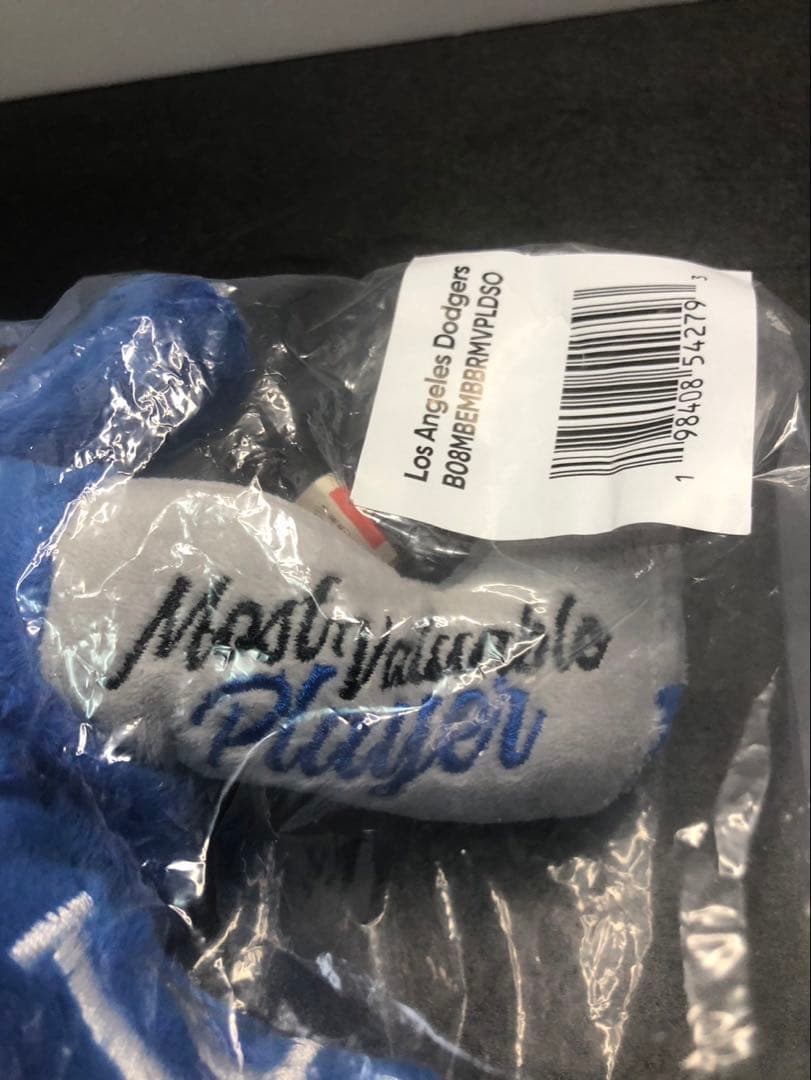 Los Angeles Dodgers
B08MBEMBBRMVPLDSO
1 98408 54279 3
Most Valuable
Player